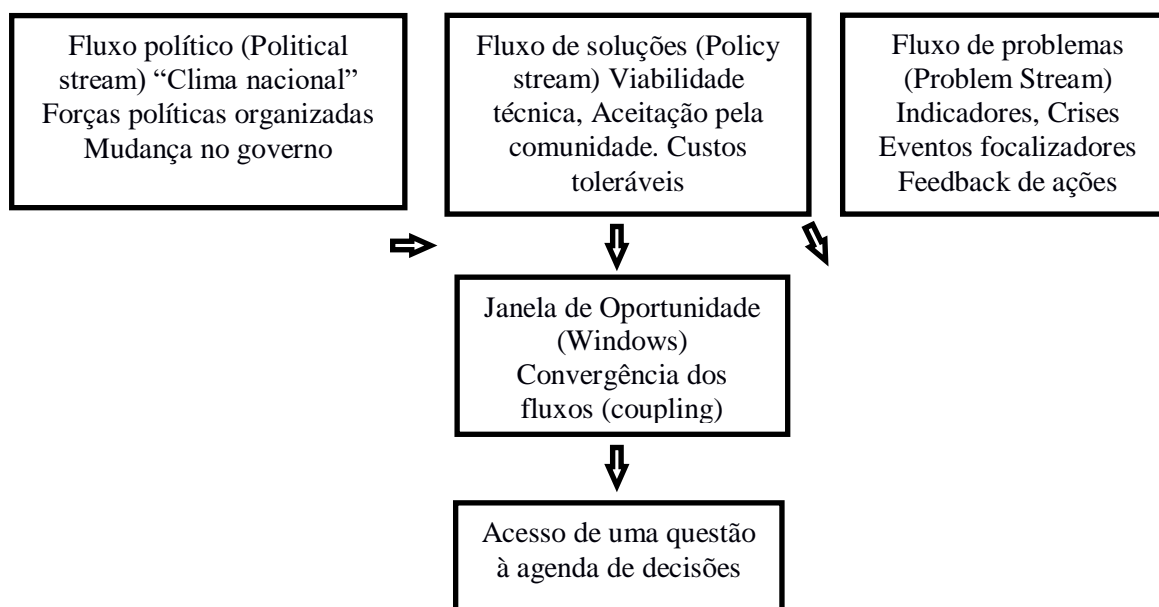 Fluxo político (Political
stream) “Clima nacional”
Forças políticas organizadas
Mudança no governo
Fluxo de soluções (Policy
stream) Viabilidade
técnica, Aceitação pela
comunidade. Custos
toleráveis
Fluxo de problemas
(Problem Stream)
Indicadores, Crises
Eventos focalizadores
Feedback de ações
Janela de Oportunidade
(Windows)
Convergência dos
fluxos (coupling)
Acesso de uma questão
à agenda de decisões